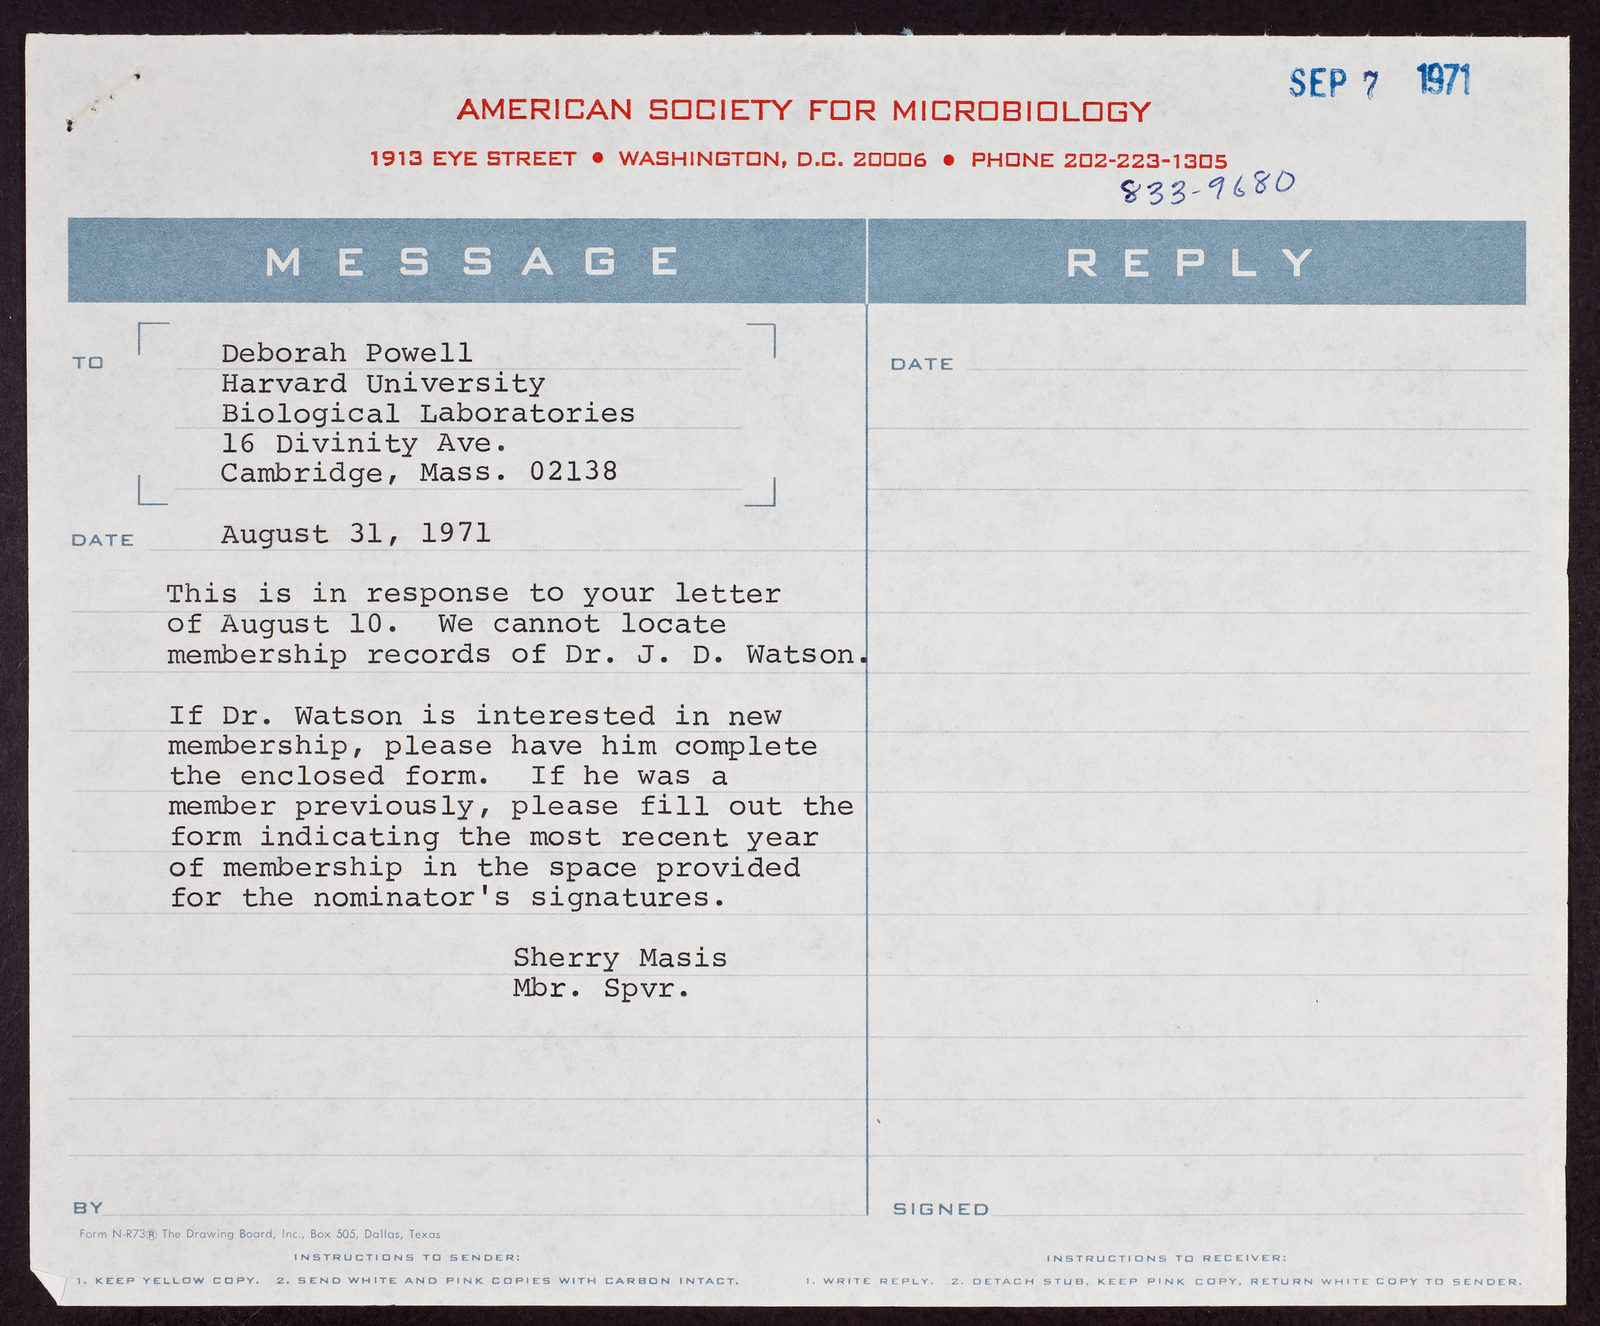 SEP 7 1971
AMERICAN SOCIETY FOR MICROBIOLOGY
1913 EYE STREET • WASHINGTON, D.C. 20006 • PHONE 202-223-1305
833-9680
MESSAGE
REPLY
TO
Deborah Powell
Harvard University
Biological Laboratories
16 Divinity Ave.
Cambridge, Mass. 02138
DATE
August 31, 1971
This is in response to your letter
of August 10.  We cannot locate
membership records of Dr. J. D. Watson.
If Dr. Watson is interested in new
membership, please have him complete
the enclosed form.  If he was a
member previously, please fill out the
form indicating the most recent year
of membership in the space provided
for the nominator's signatures.
Sherry Masis
Mbr. Spvr.
BY
Form N-R73® The Drawing Board, Inc., Box 505, Dallas, Texas
INSTRUCTIONS TO SENDER:
1. KEEP YELLOW COPY. 2. SEND WHITE AND PINK COPIES WITH CARBON INTACT.
DATE
SIGNED
INSTRUCTIONS TO RECEIVER:
1. WRITE REPLY. 2. DETACH STUB, KEEP PINK COPY, RETURN WHITE COPY TO SENDER.